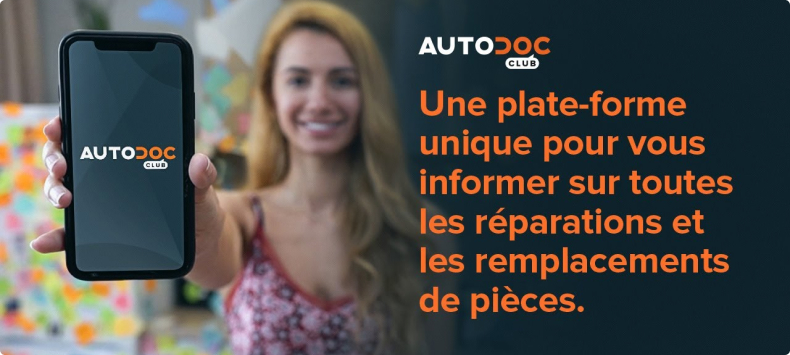 AUTODOC
CLUB
AUTODOC
CLUB
Une plate-forme
unique pour vous
informer sur toutes
les réparations et
les remplacements
de pièces.